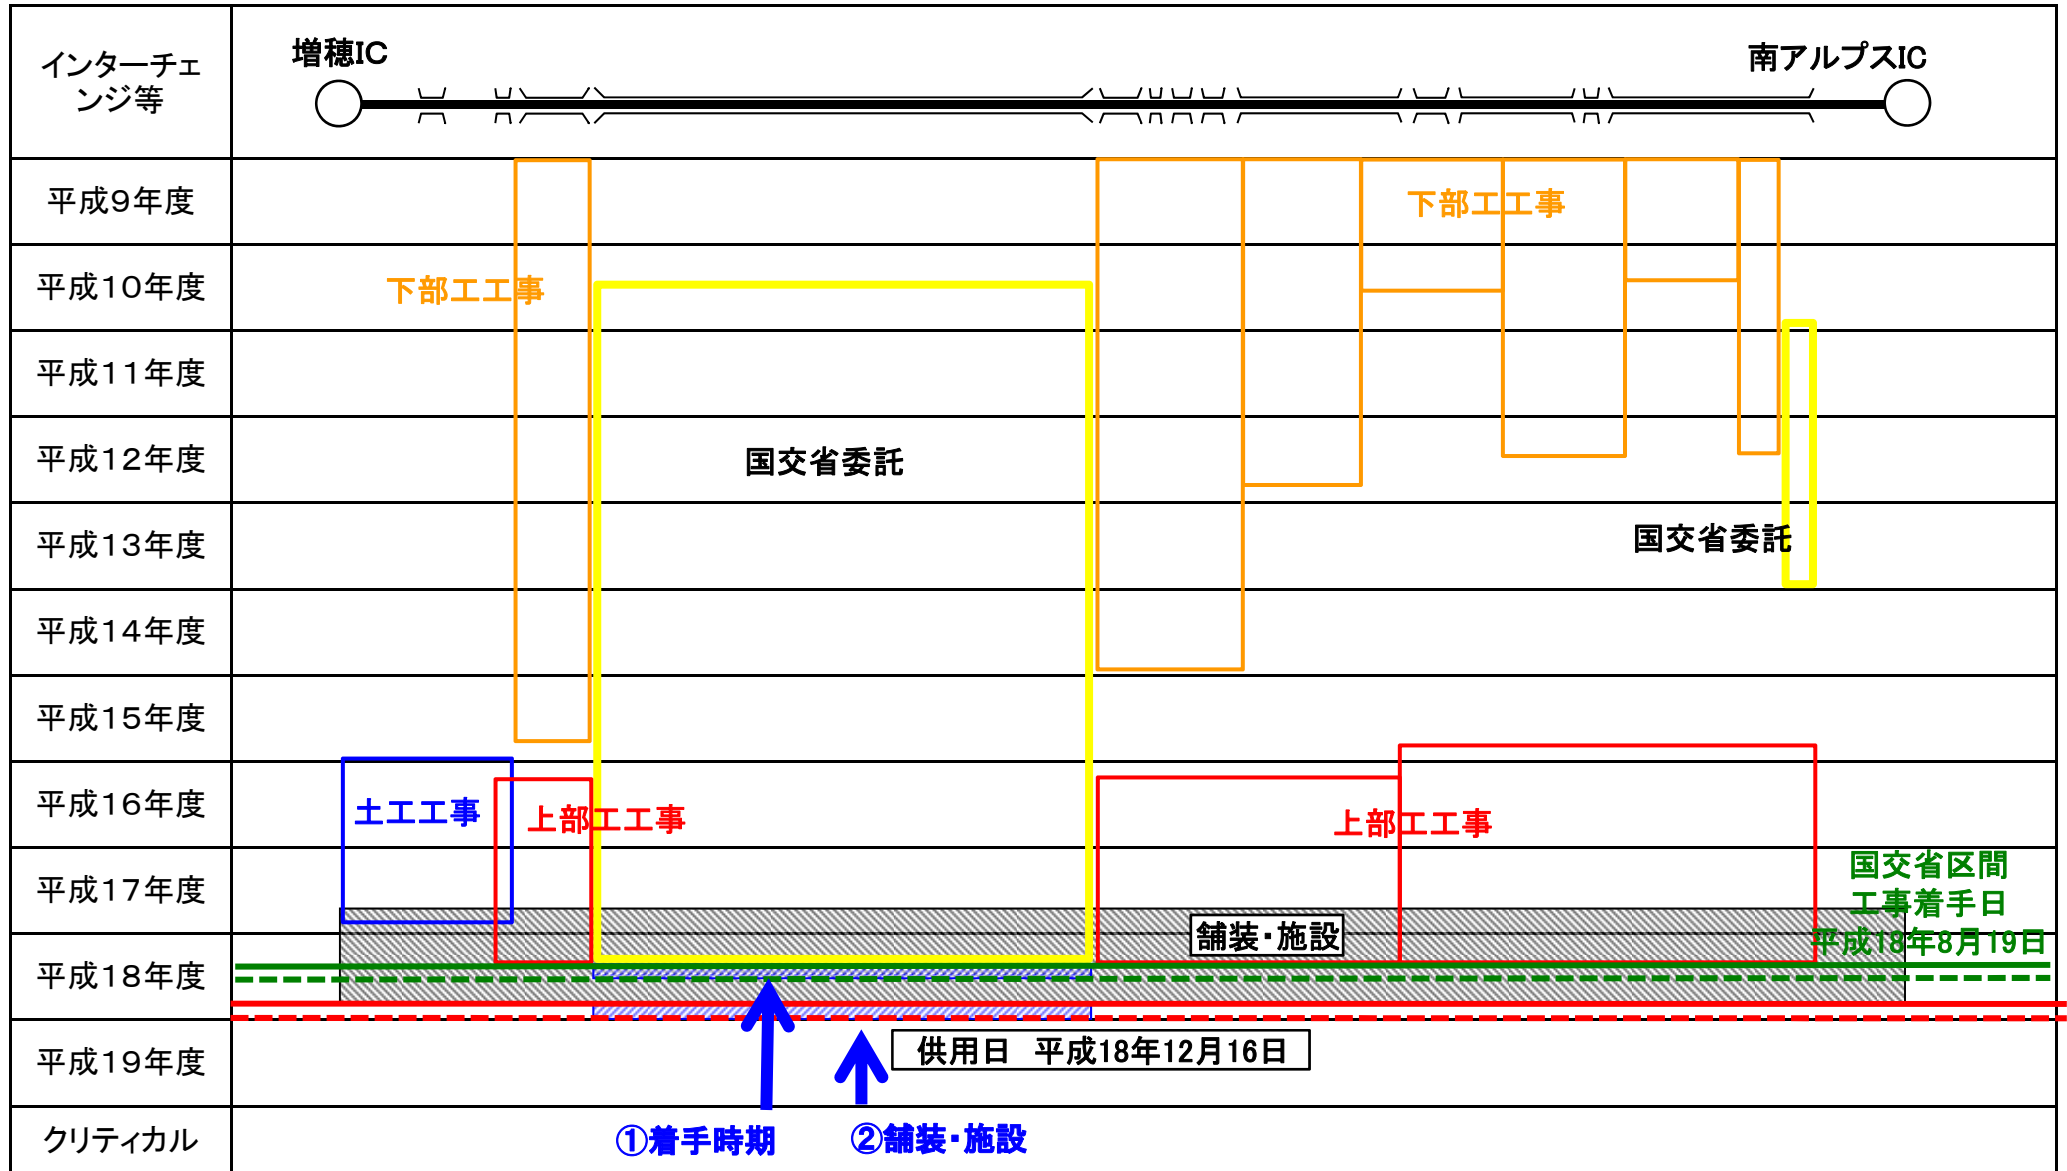 インターチェ
ンジ等
増穂IC
南アルプスIC
平成9年度
下部工工事
平成10年度
下部工工事
平成11年度
平成12年度
国交省委託
平成13年度
国交省委託
平成14年度
平成15年度
平成16年度
土工工事
上部工工事
上部工工事
平成17年度
国交省区間
工事着手日
平成18年8月19日
舗装・施設
平成18年度
平成19年度
供用日　平成18年12月16日
クリティカル
①着手時期
②舗装・施設